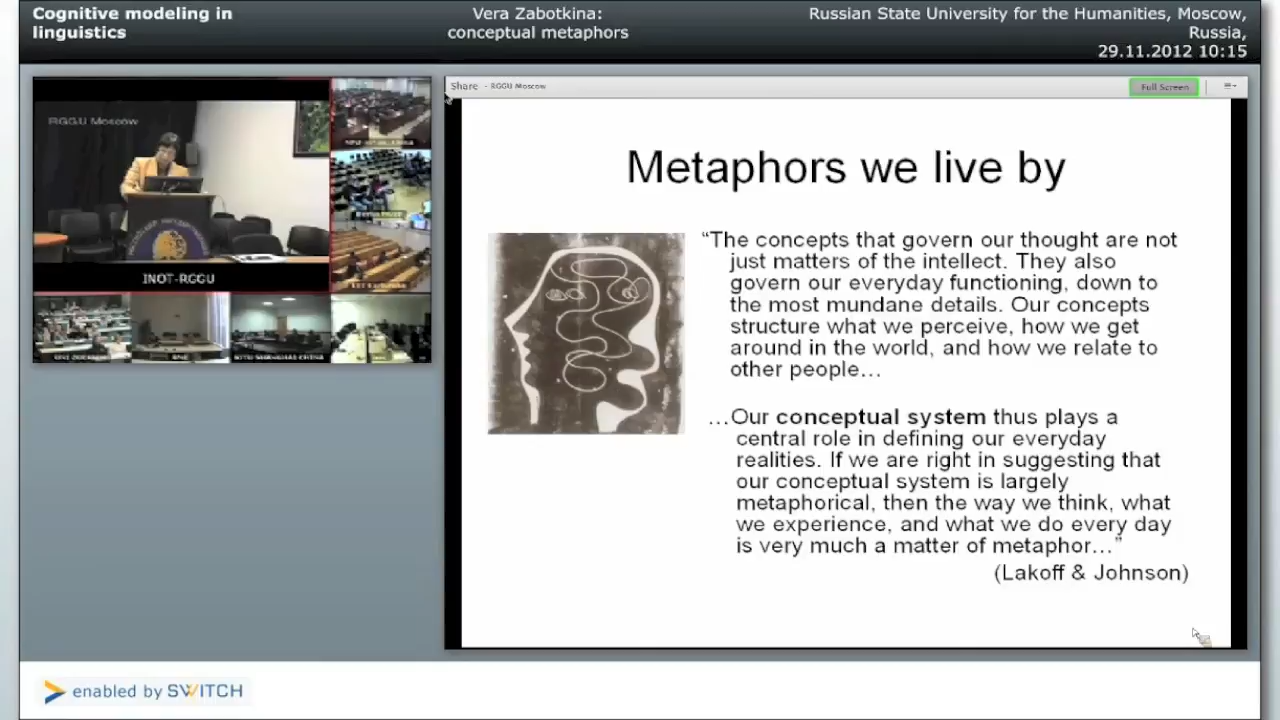 Cognitive modeling in
linguistics
Vera Zabotkina:
conceptual metaphors
Russian State University for the Humanities, Moscow,
Russia,
29.11.2012 10:15
RGGU Moscow
INOT-RGGU
Share - RGGU Moscow
Full Screen
Metaphors we live by
“The concepts that govern our thought are not
just matters of the intellect. They also
govern our everyday functioning, down to
the most mundane details. Our concepts
structure what we perceive, how we get
around in the world, and how we relate to
other people…
…Our conceptual system thus plays a
central role in defining our everyday
realities. If we are right in suggesting that
our conceptual system is largely
metaphorical, then the way we think, what
we experience, and what we do every day
is very much a matter of metaphor…”
(Lakoff & Johnson)
enabled by SWITCH